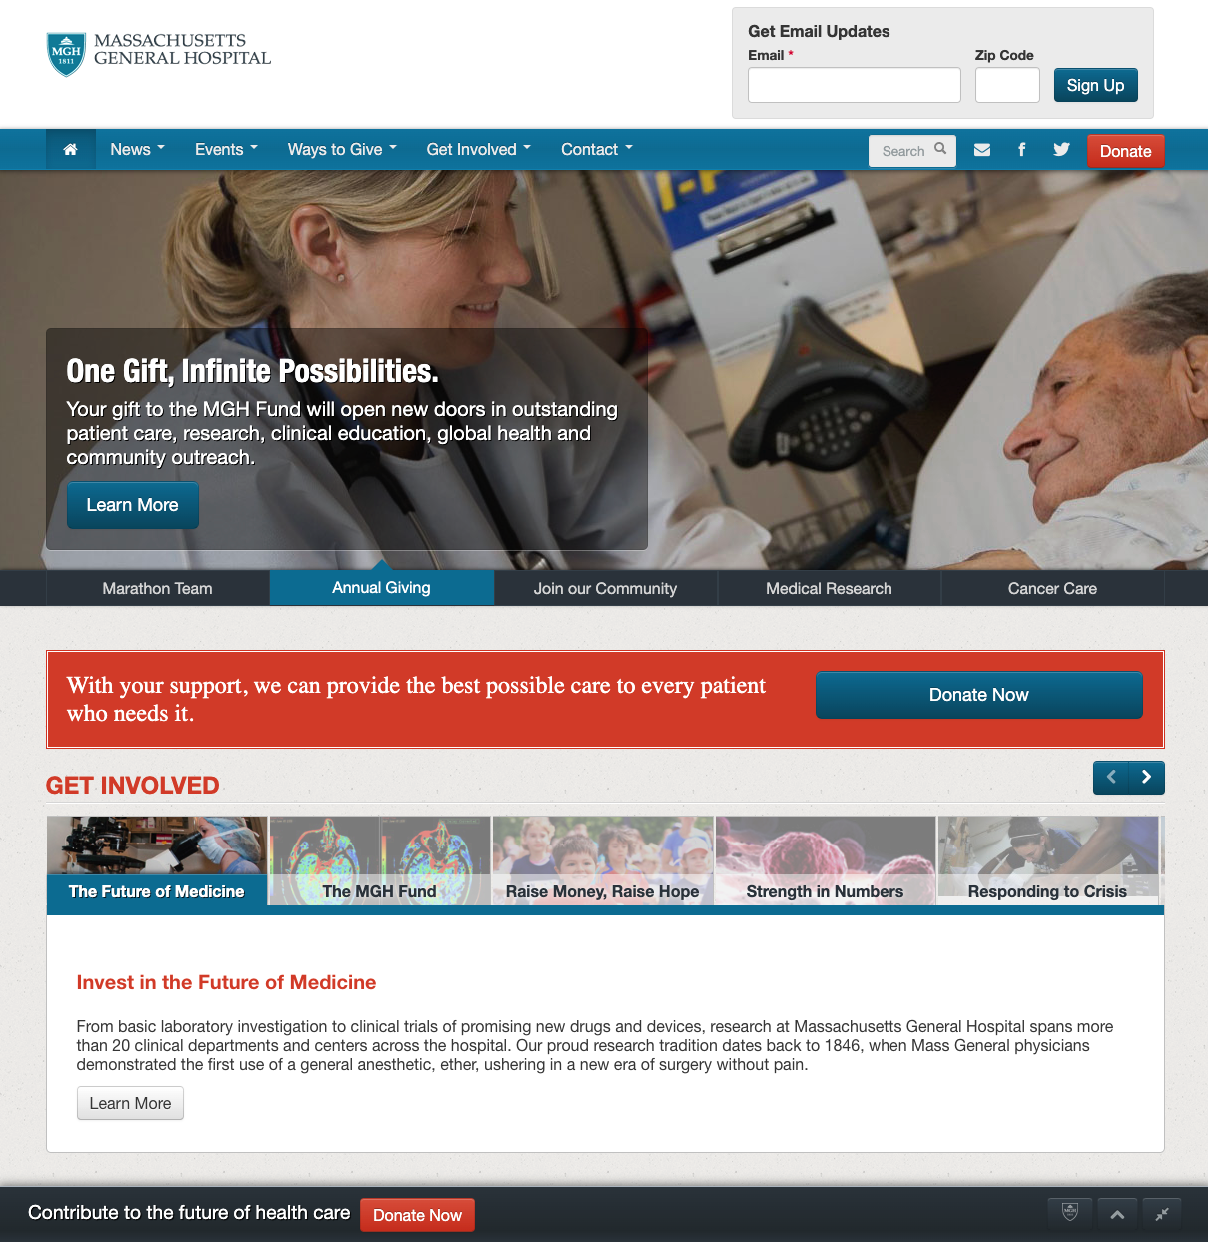 MGH
1811
MASSACHUSETTS
GENERAL HOSPITAL
Get Email Updates
Email *
Zip Code
Sign Up
News
Events
Ways to Give
Get Involved
Contact
Search
Donate
One Gift, Infinite Possibilities.
Your gift to the MGH Fund will open new doors in outstanding
patient care, research, clinical education, global health and
community outreach.
Learn More
Marathon Team
Annual Giving
Join our Community
Medical Research
Cancer Care
With your support, we can provide the best possible care to every patient
who needs it.
Donate Now
GET INVOLVED
The Future of Medicine
The MGH Fund
Raise Money, Raise Hope
Strength in Numbers
Responding to Crisis
Invest in the Future of Medicine
From basic laboratory investigation to clinical trials of promising new drugs and devices, research at Massachusetts General Hospital spans more
than 20 clinical departments and centers across the hospital. Our proud research tradition dates back to 1846, when Mass General physicians
demonstrated the first use of a general anesthetic, ether, ushering in a new era of surgery without pain.
Learn More
Contribute to the future of health care
Donate Now
MGH